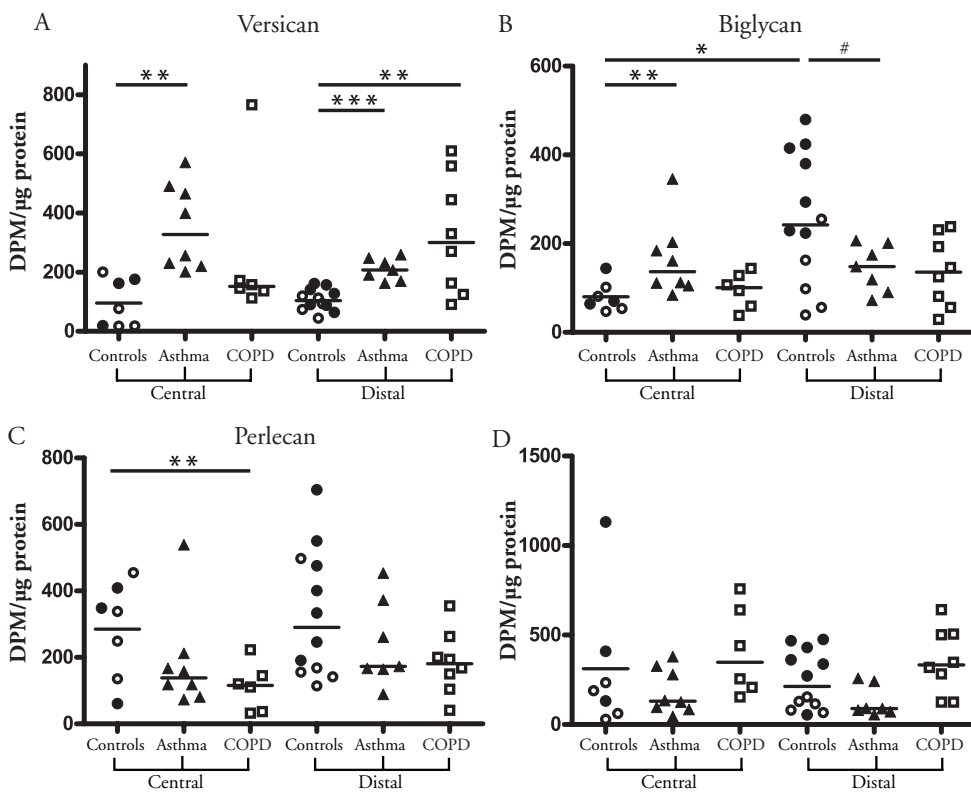 A
Versican
**
**
***
DPM/µg protein
800
600
400
200
0
Controls Asthma COPD Controls Asthma COPD
Central Distal
B
Biglycan
*
#
**
DPM/µg protein
600
400
200
0
Controls Asthma COPD Controls Asthma COPD
Central Distal
C
Perlecan
**
DPM/µg protein
800
600
400
200
0
Controls Asthma COPD Controls Asthma COPD
Central Distal
D
DPM/µg protein
1500
1000
500
0
Controls Asthma COPD Controls Asthma COPD
Central Distal